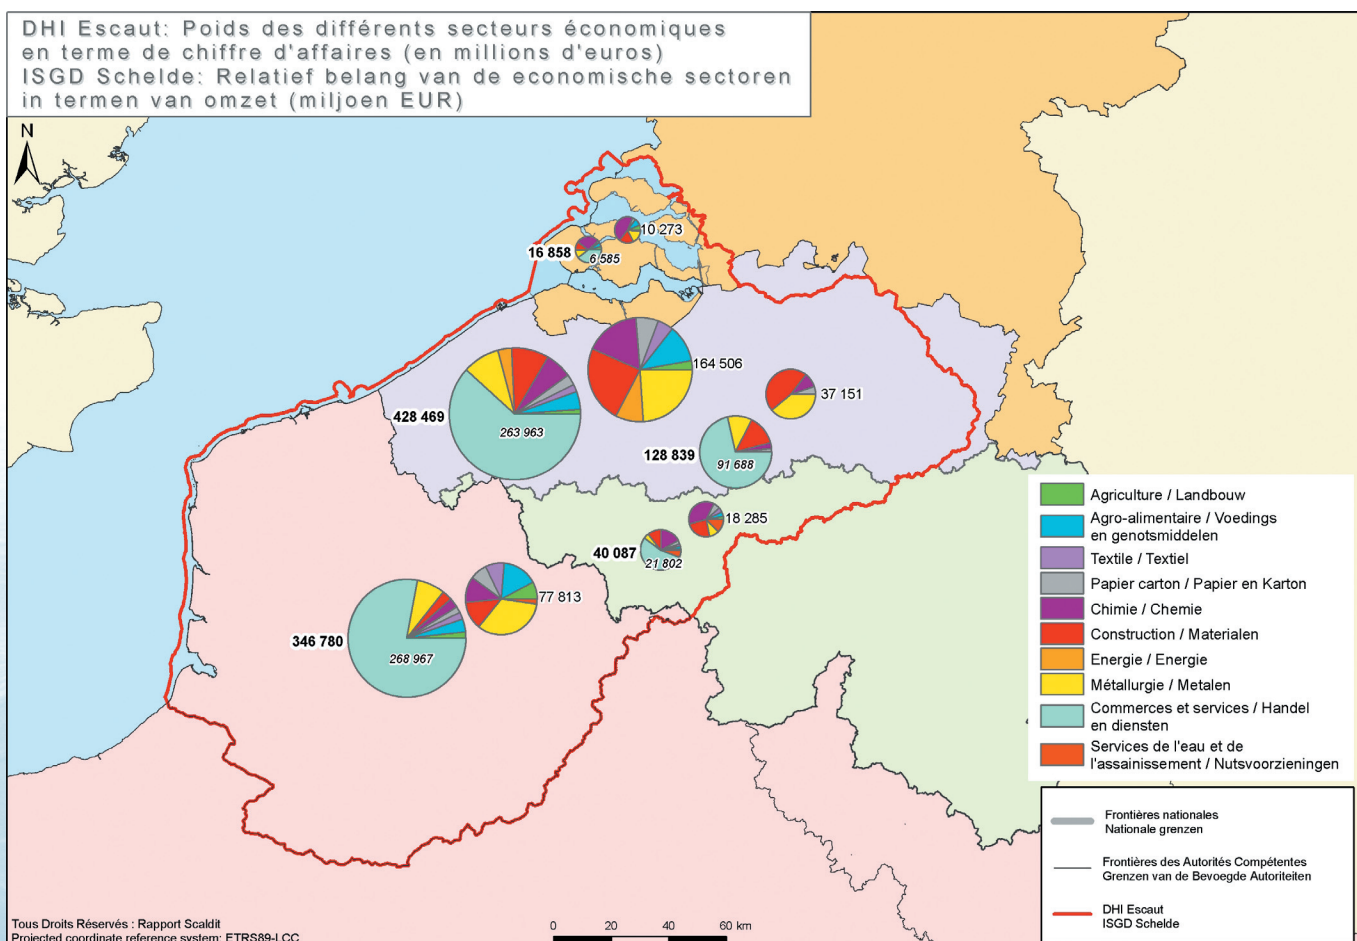 DHI Escaut: Poids des différents secteurs économiques
en terme de chiffre d'affaires (en millions d'euros)
ISGD Schelde: Relatief belang van de economische sectoren
in termen van omzet (miljoen EUR)
N
10 273
16 858
6 585
164 506
37 151
428 469
263 963
128 839
91 688
18 285
40 087
21 802
77 813
346 780
268 967
Agriculture / Landbouw
Agro-alimentaire / Voedings
en genotsmiddelen
Textile / Textiel
Papier carton / Papier en Karton
Chimie / Chemie
Construction / Materialen
Energie / Energie
Métallurgie / Metalen
Commerces et services / Handel
en diensten
Services de l'eau et de
l'assainissement / Nutsvoorzieningen
Frontières nationales
Nationale grenzen
Frontières des Autorités Compétentes
Grenzen van de Bevoegde Autoriteiten
DHI Escaut
ISGD Schelde
Tous Droits Réservés : Rapport Scaldit
Projected coordinate reference system: ETRS89-LCC
0 20 40 60 km